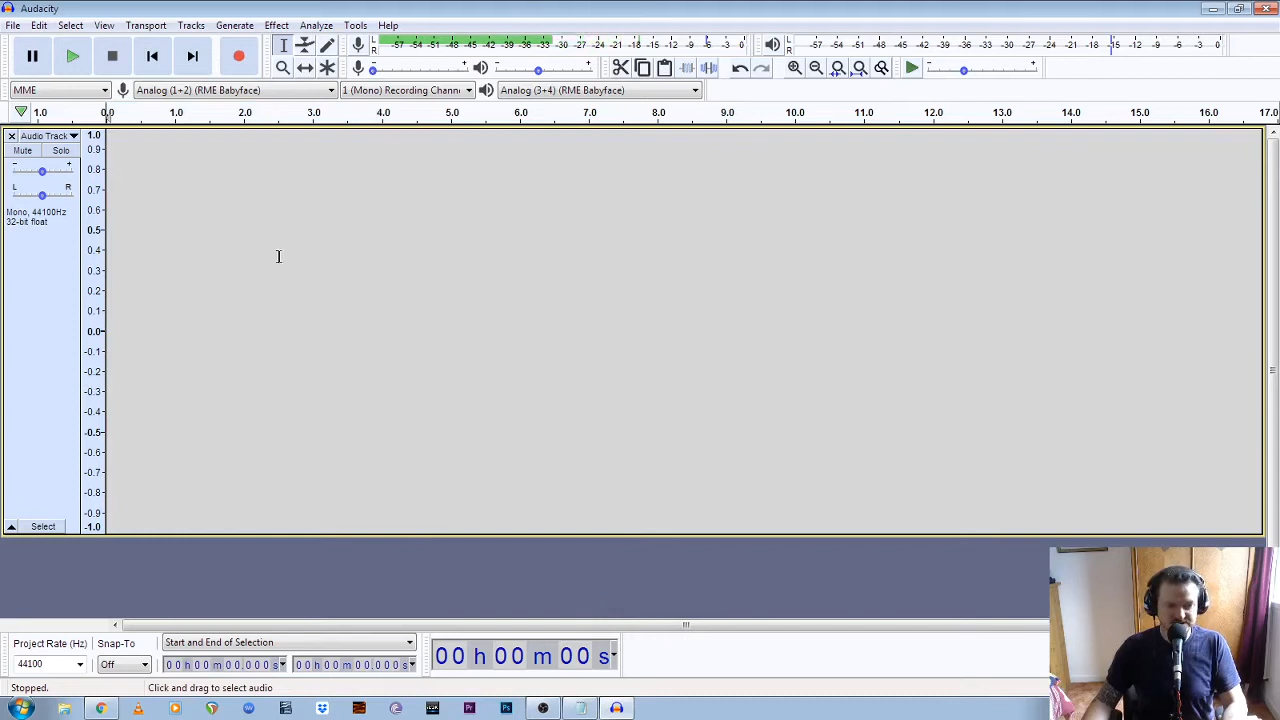 Audacity
File Edit Select View Transport Tracks Generate Effect Analyze Tools Help
L R -57 -54 -51 -48 -45 -42 -39 -36 -33 -30 -27 -24 -21 -18 -15 -12 -9 -6 -3 0
L R -57 -54 -51 -48 -45 -42 -39 -36 -33 -30 -27 -24 -21 -18 -15 -12 -9 -6 -3 0
MME Analog (1+2) (RME Babyface) 1 (Mono) Recording Chann Analog (3+4) (RME Babyface)
1.0 0.0 1.0 2.0 3.0 4.0 5.0 6.0 7.0 8.0 9.0 10.0 11.0 12.0 13.0 14.0 15.0 16.0 17.0
Audio Track
Mute Solo
- +
L R
Mono, 44100Hz
32-bit float
Select
1.0
0.9
0.8
0.7
0.6
0.5
0.4
0.3
0.2
0.1
0.0
-0.1
-0.2
-0.3
-0.4
-0.5
-0.6
-0.7
-0.8
-0.9
-1.0
Project Rate (Hz) Snap-To Start and End of Selection
44100 Off 00 h 00 m 00.000 s 00 h 00 m 00.000 s 00 h 00 m 00 s
Stopped. Click and drag to select audio